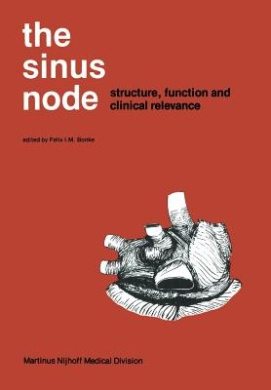 the
sinus
node
structure, function and
clinical relevance
edited by Felix I.M. Bonke
Martinus Nijhoff Medical Division